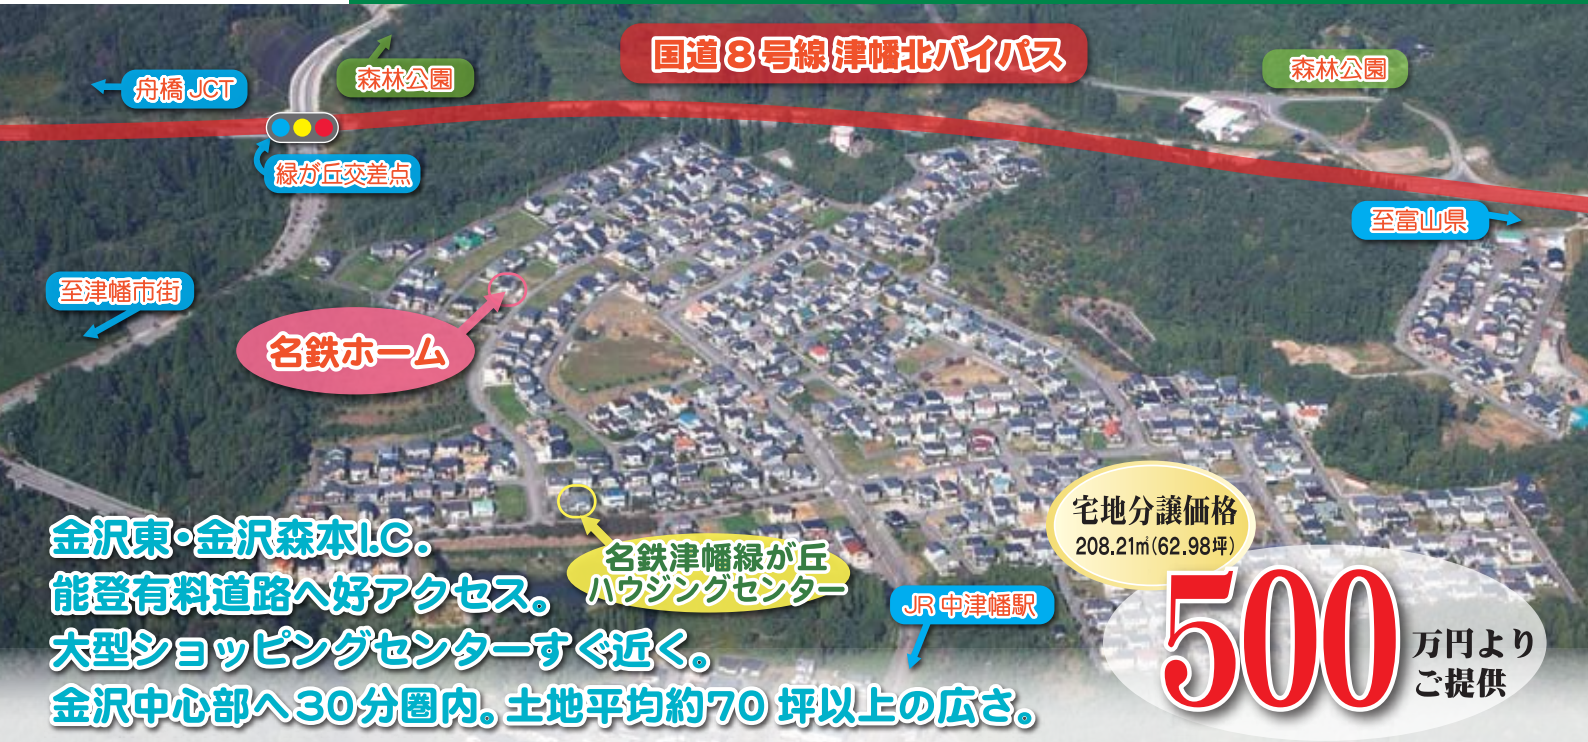 国道8号線 津幡北バイパス
森林公園
森林公園
舟橋JCT
緑が丘交差点
至富山県
至津幡市街
名鉄ホーム
宅地分譲価格
208.21㎡(62.98坪)
500
万円より
ご提供
名鉄津幡緑が丘
ハウジングセンター
JR中津幡駅
金沢東・金沢森本I.C.
能登有料道路へ好アクセス。
大型ショッピングセンターすぐ近く。
金沢中心部へ30分圏内。土地平均約70坪以上の広さ。